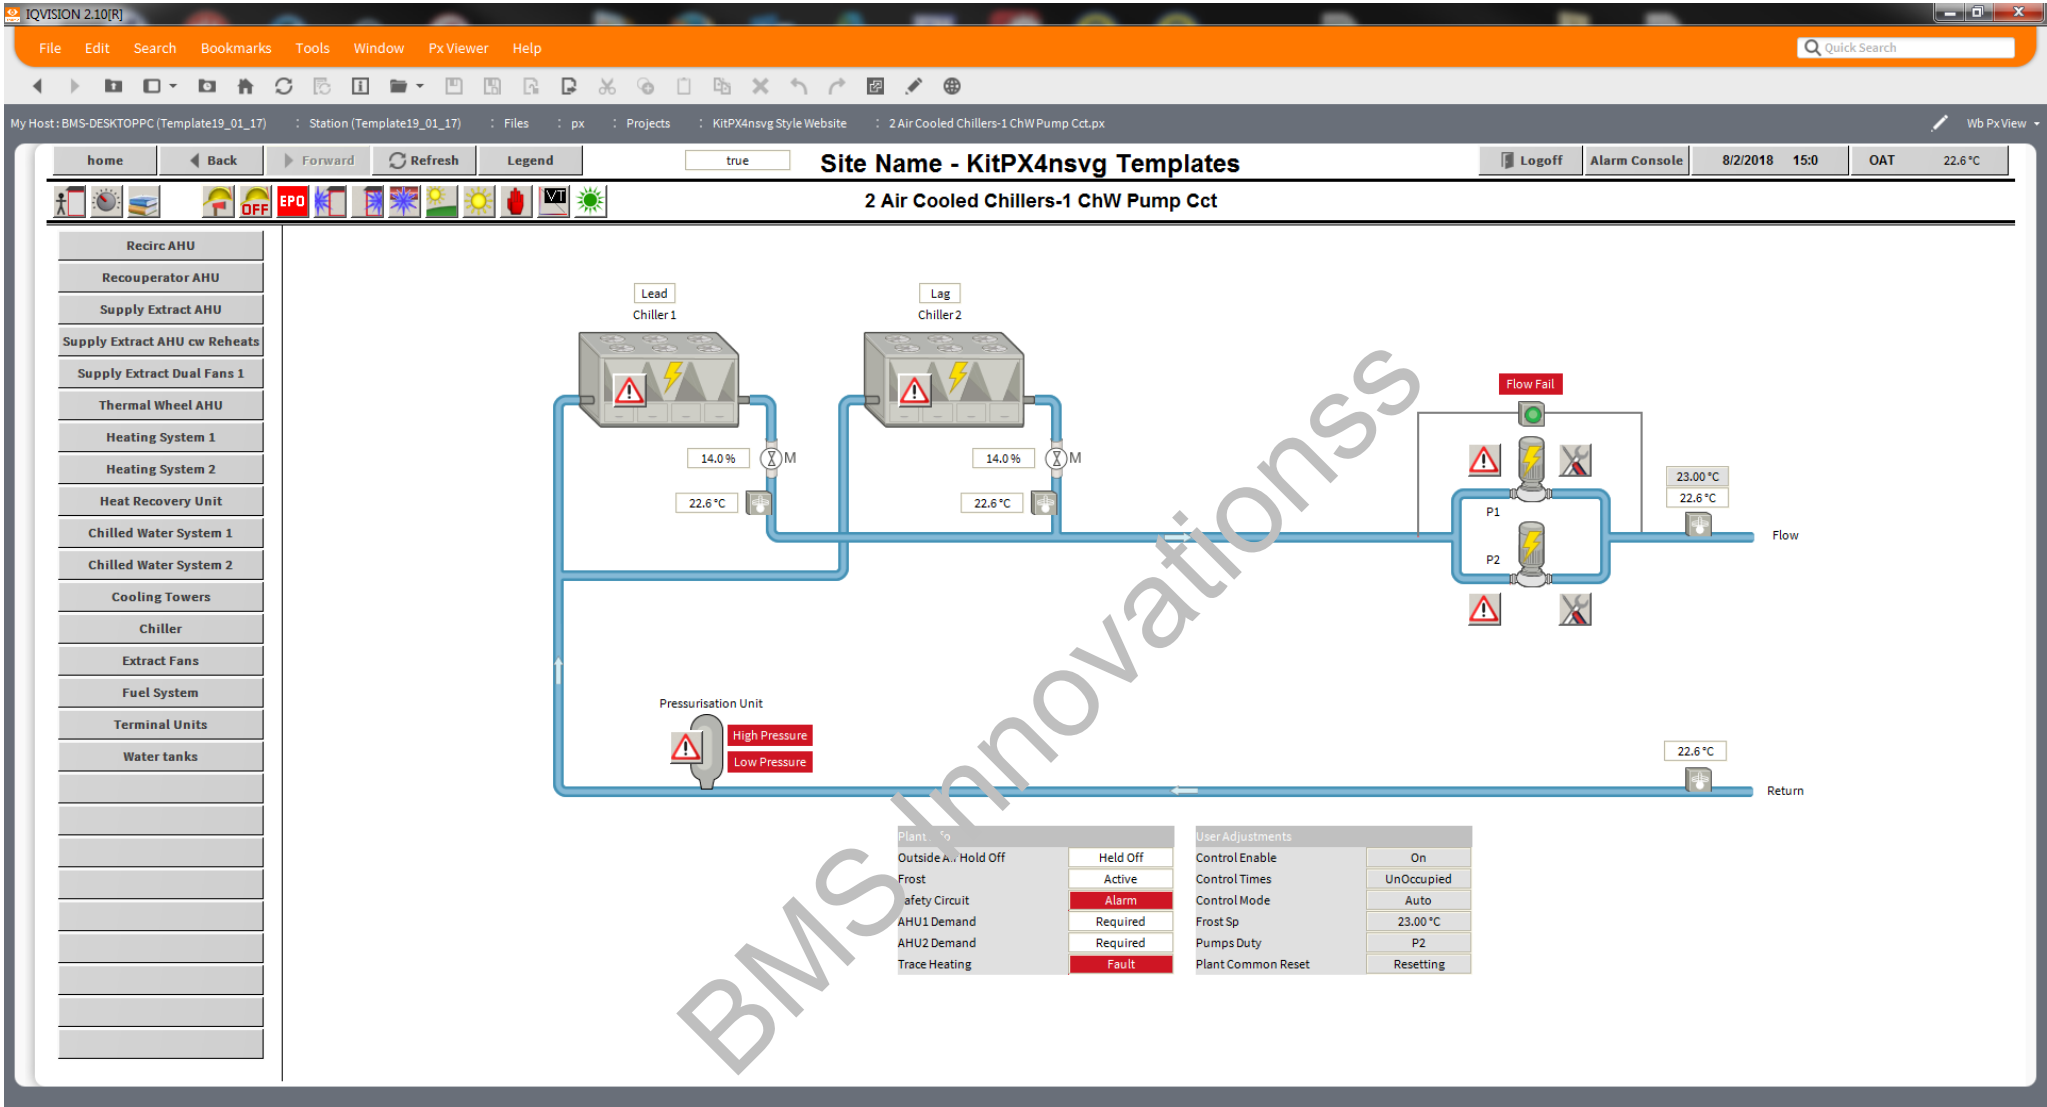 IQVISION 2.10[R]
File Edit Search Bookmarks Tools Window Px Viewer Help
Quick Search
My Host : BMS-DESKTOPPC (Template19_01_17) : Station (Template19_01_17) : Files : px : Projects : KitPX4nsvg Style Website : 2 Air Cooled Chillers-1 ChW Pump Cct.px
Wb Px View
home Back Forward Refresh Legend
true
Site Name - KitPX4nsvg Templates
Logoff Alarm Console 8/2/2018 15:0 OAT 22.6 °C
OFF EPO VT
2 Air Cooled Chillers-1 ChW Pump Cct
Recirc AHU
Recouperator AHU
Supply Extract AHU
Supply Extract AHU cw Reheats
Supply Extract Dual Fans 1
Thermal Wheel AHU
Heating System 1
Heating System 2
Heat Recovery Unit
Chilled Water System 1
Chilled Water System 2
Cooling Towers
Chiller
Extract Fans
Fuel System
Terminal Units
Water tanks
Lead
Chiller 1
Lag
Chiller 2
14.0 %
M
22.6 °C
14.0 %
M
22.6 °C
Flow Fail
P1
P2
23.00 °C
22.6 °C
Flow
Pressurisation Unit
High Pressure
Low Pressure
22.6 °C
Return
BMS Innovationss
Plant
Outside Hold Off Held Off
Frost Active
afety Circuit Alarm
AHU1 Demand Required
AHU2 Demand Required
Trace Heating Fault
User Adjustments
Control Enable On
Control Times UnOccupied
Control Mode Auto
Frost Sp 23.00 °C
Pumps Duty P2
Plant Common Reset Resetting